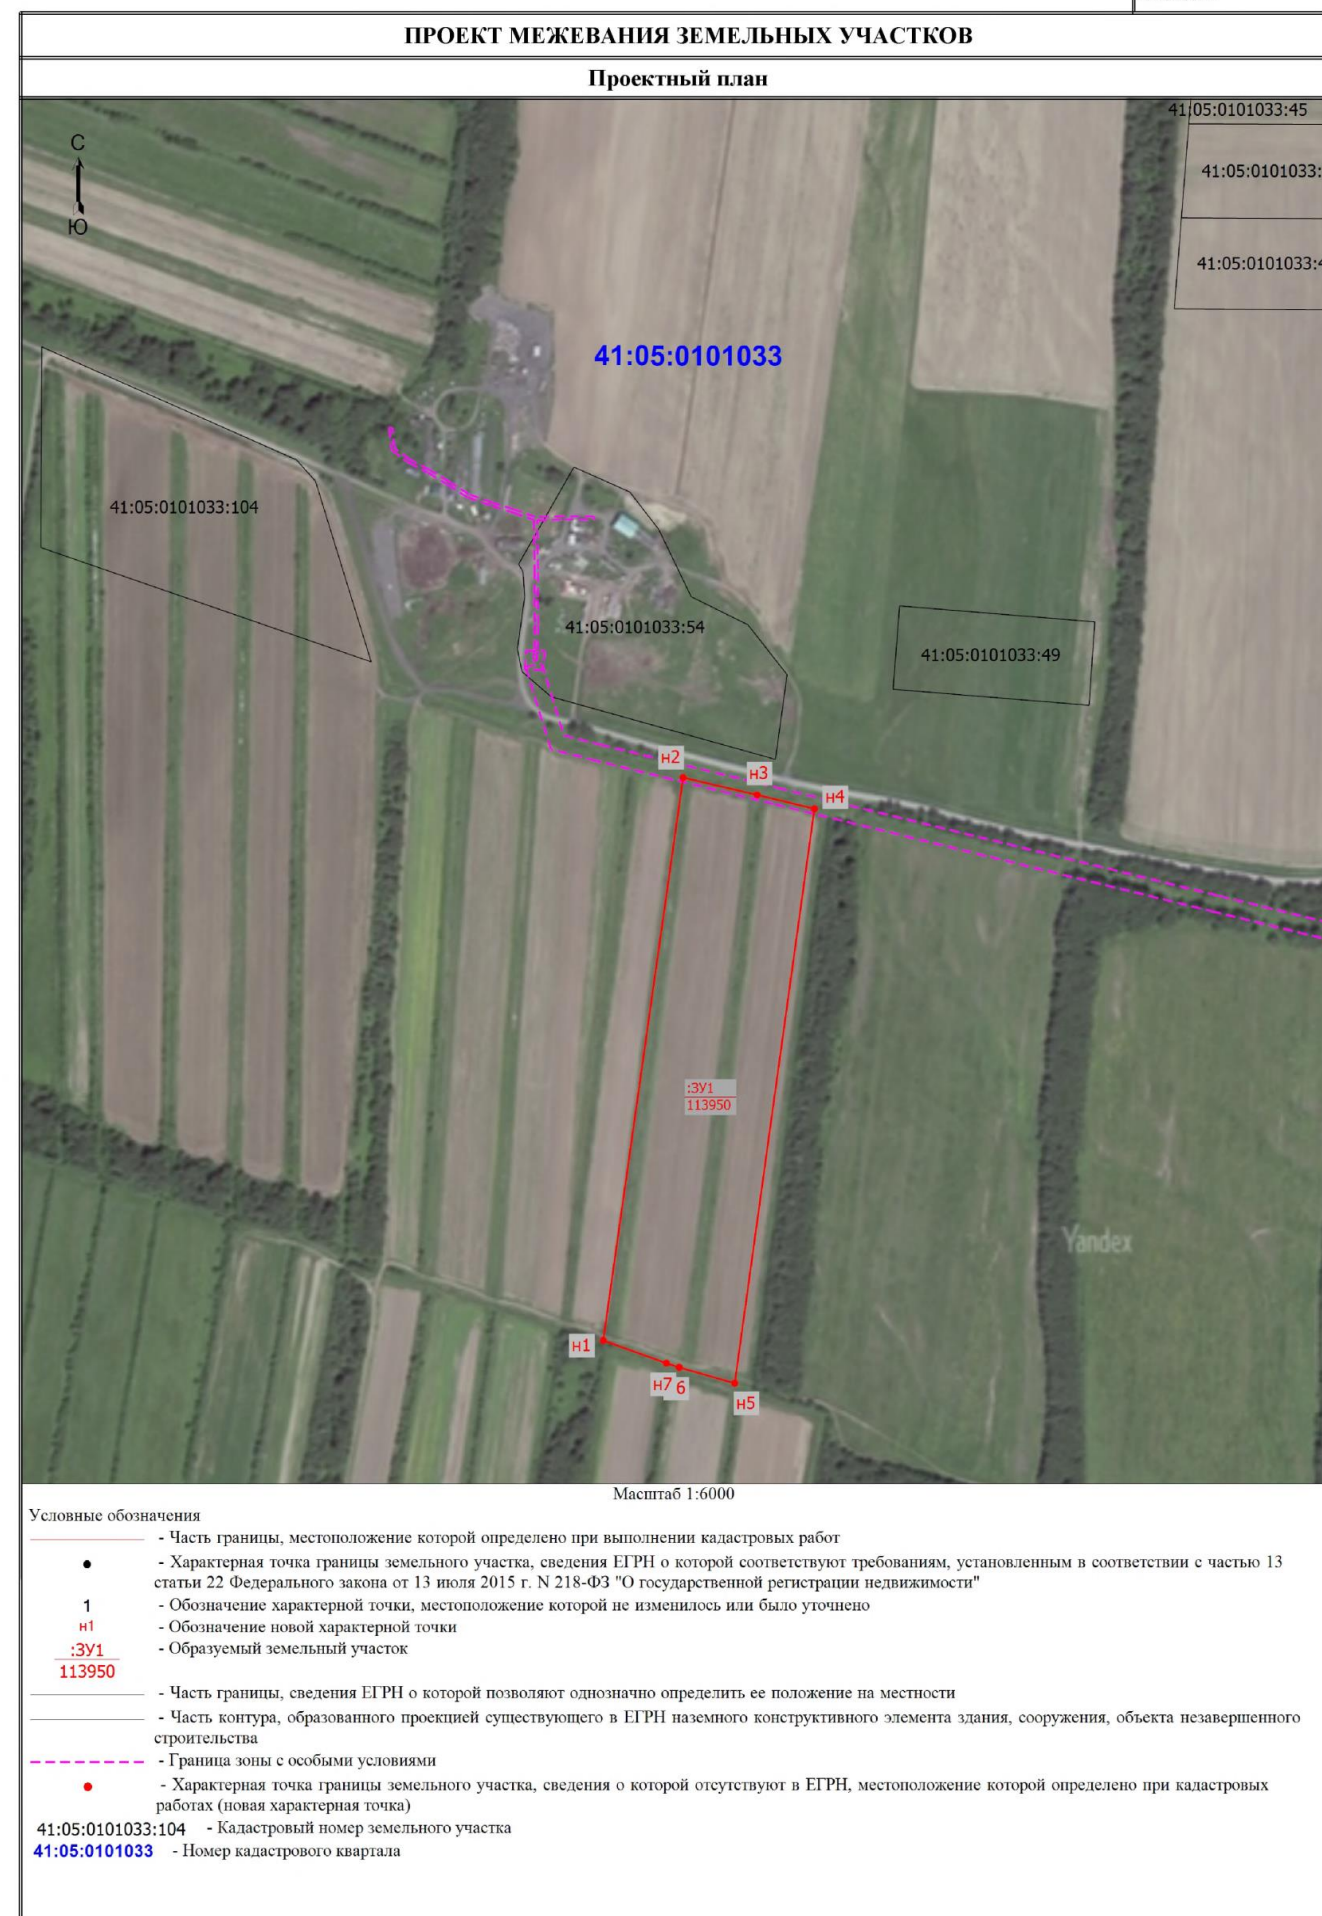 ПРОЕКТ МЕЖЕВАНИЯ ЗЕМЕЛЬНЫХ УЧАСТКОВ
Проектный план
С
Ю
41:05:0101033:45
41:05:0101033:
41:05:0101033:4
41:05:0101033
41:05:0101033:104
41:05:0101033:54
41:05:0101033:49
н2
н3
н4
:ЗУ1
113950
Yandex
н1
н7 6
н5
Масштаб 1:6000
Условные обозначения
- Часть границы, местоположение которой определено при выполнении кадастровых работ
- Характерная точка границы земельного участка, сведения ЕГРН о которой соответствуют требованиям, установленным в соответствии с частью 13
статьи 22 Федерального закона от 13 июля 2015 г. N 218-ФЗ "О государственной регистрации недвижимости"
1 - Обозначение характерной точки, местоположение которой не изменилось или было уточнено
н1 - Обозначение новой характерной точки
:ЗУ1 - Образуемый земельный участок
113950
- Часть границы, сведения ЕГРН о которой позволяют однозначно определить ее положение на местности
- Часть контура, образованного проекцией существующего в ЕГРН наземного конструктивного элемента здания, сооружения, объекта незавершенного
строительства
- Граница зоны с особыми условиями
- Характерная точка границы земельного участка, сведения о которой отсутствуют в ЕГРН, местоположение которой определено при кадастровых
работах (новая характерная точка)
41:05:0101033:104 - Кадастровый номер земельного участка
41:05:0101033 - Номер кадастрового квартала